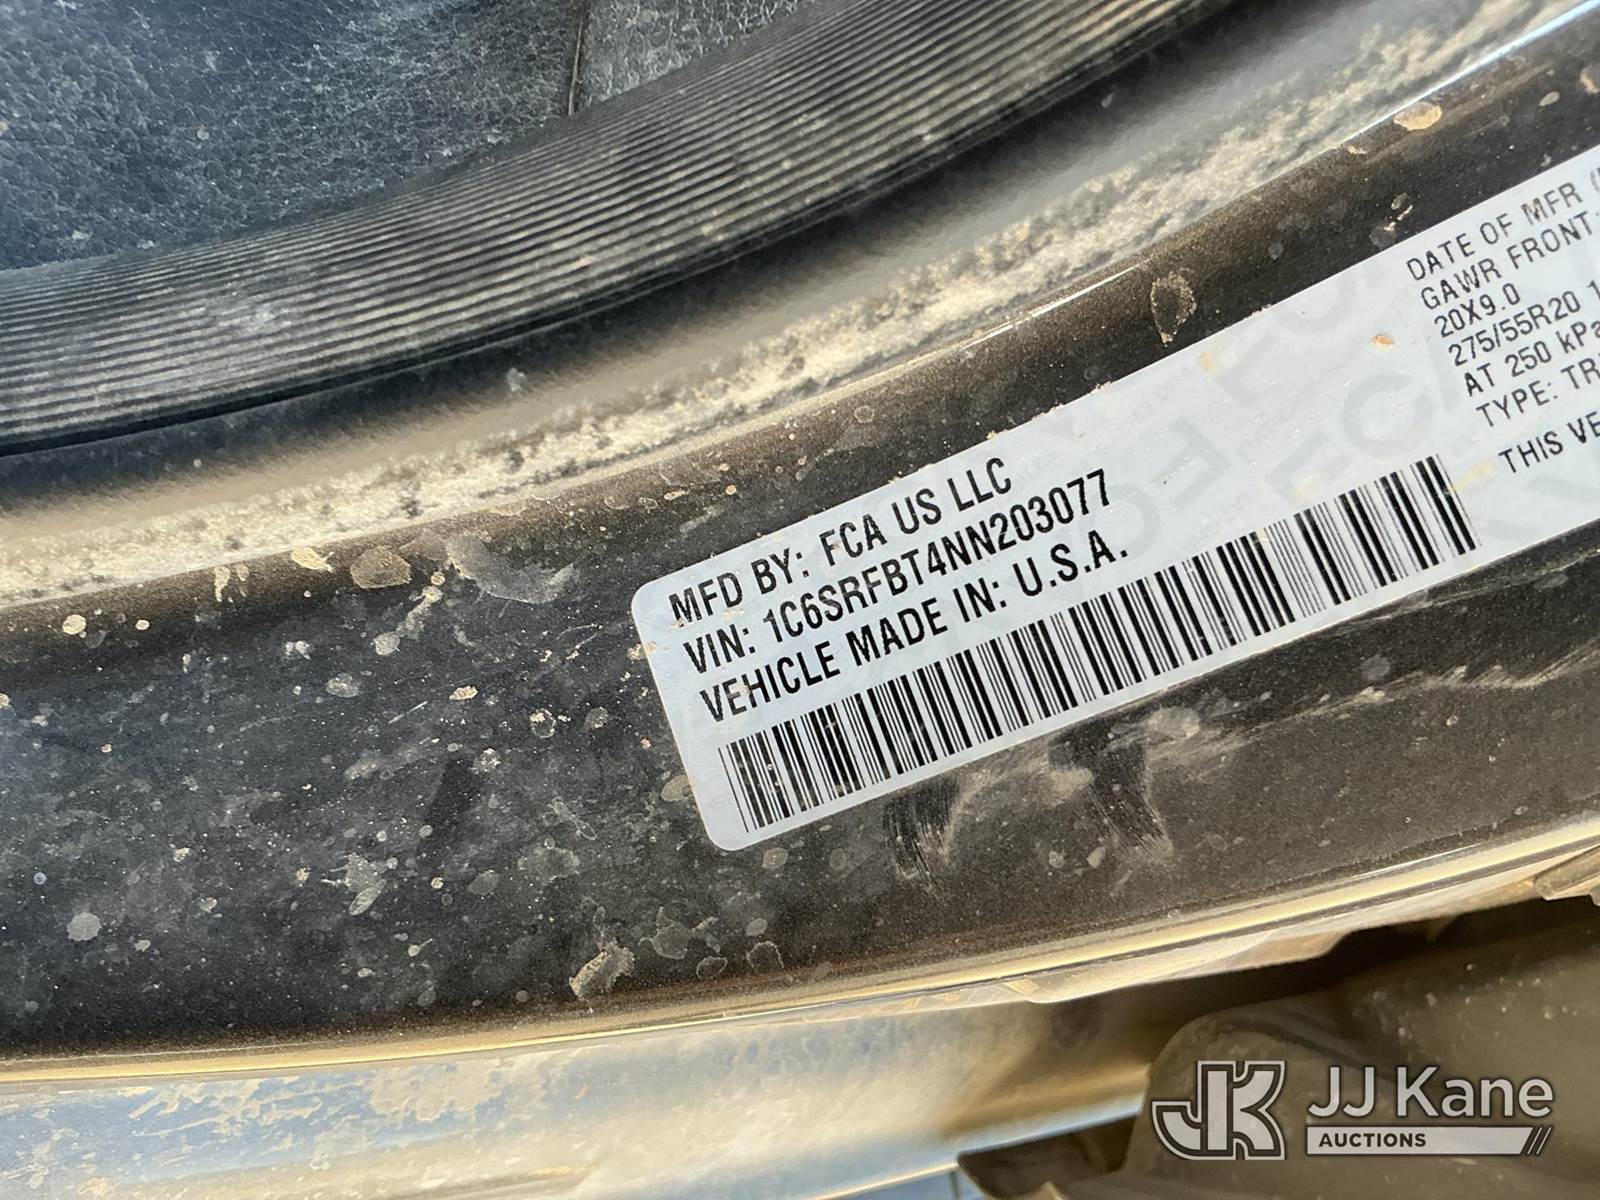 MFD BY: FCA US LLC
VIN: 1C6SRFBT4NN203077
VEHICLE MADE IN: U.S.A.
DATE OF MFR
GAWR FRONT:
20X9.0
275/55R20
AT 250 kPa
TYPE:
THIS
JK JJ Kane
AUCTIONS